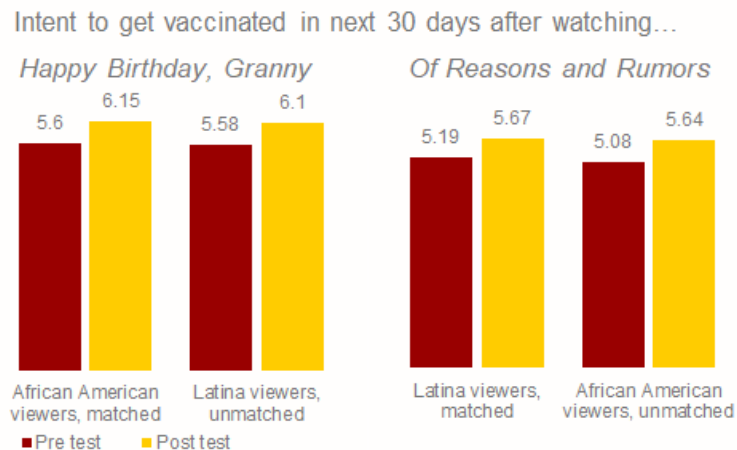 Intent to get vaccinated in next 30 days after watching...
Happy Birthday, Granny
Of Reasons and Rumors
5.6
6.15
5.58
6.1
5.19
5.67
5.08
5.64
African American
viewers, matched
Latina viewers,
unmatched
Latina viewers,
matched
African American
viewers, unmatched
Pre test
Post test